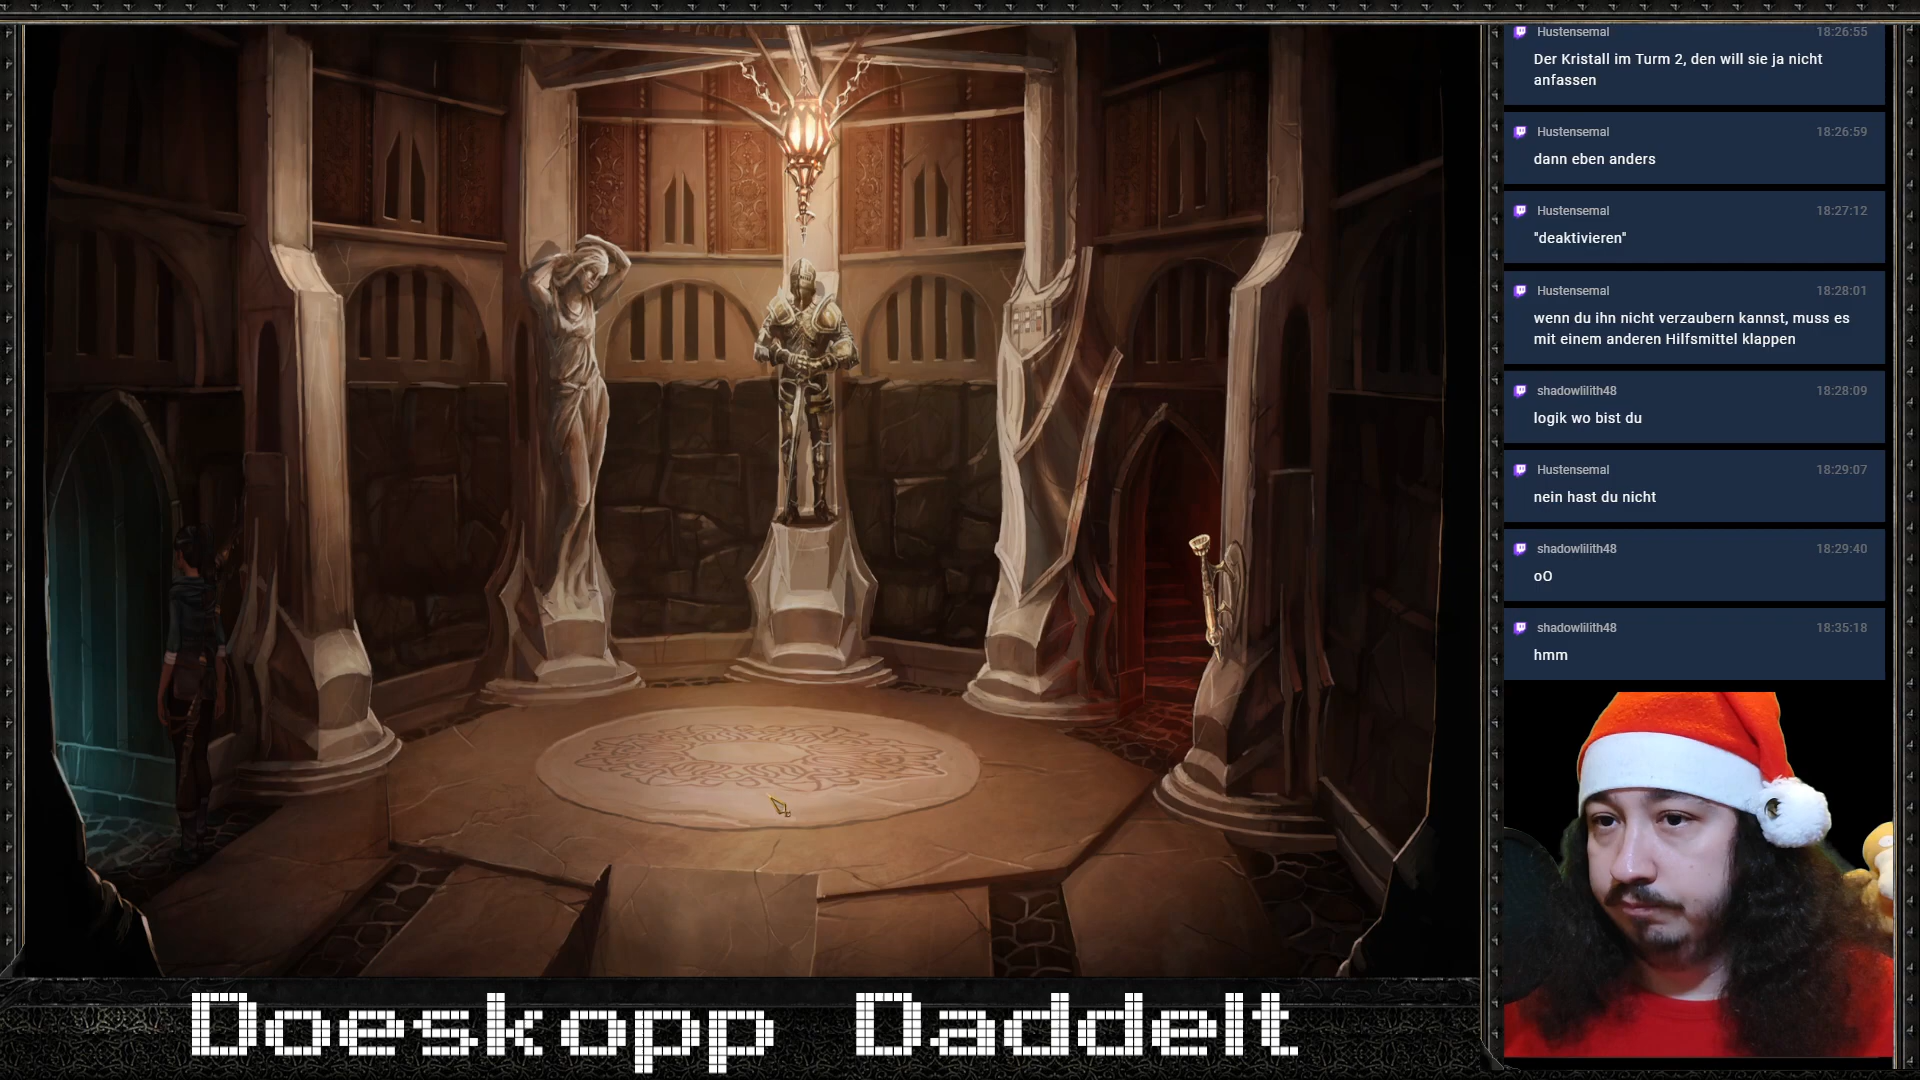 Hustensemal 18:26:55
Der Kristall im Turm 2, den will sie ja nicht
anfassen
Hustensemal 18:26:59
dann eben anders
Hustensemal 18:27:12
"deaktivieren"
Hustensemal 18:28:01
wenn du ihn nicht verzaubern kannst, muss es
mit einem anderen Hilfsmittel klappen
shadowlilith48 18:28:09
logik wo bist du
Hustensemal 18:29:07
nein hast du nicht
shadowlilith48 18:29:40
oO
shadowlilith48 18:35:18
hmm
Doeskopp Daddelt